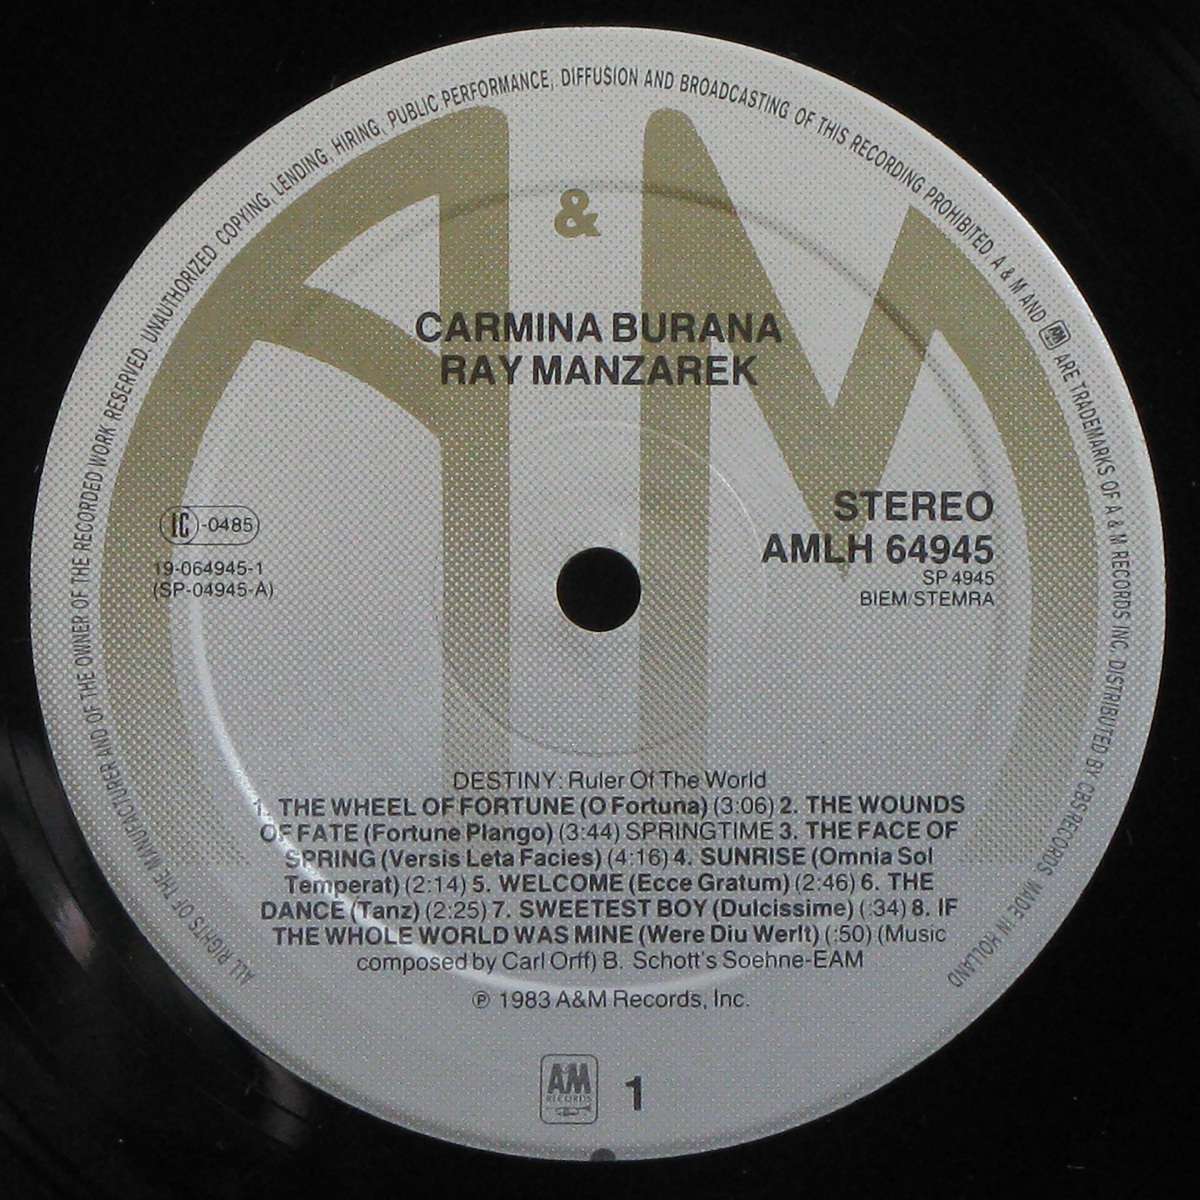 ALL RIGHTS OF THE MANUFACTURER AND OF THE OWNER OF THE RECORDED WORK RESERVED. UNAUTHORIZED COPYING, LENDING, HIRING, PUBLIC PERFORMANCE, DIFFUSION AND BROADCASTING OF THIS RECORDING PROHIBITED. A & M AND AM ARE TRADEMARKS OF A & M RECORDS INC. DISTRIBUTED BY CBS-RECORDS. MADE IN HOLLAND
A & M
CARMINA BURANA
RAY MANZAREK
LC-0485
19-064945-1
(SP-04945-A)
STEREO
AMLH 64945
SP 4945
BIEM/STEMRA
DESTINY: Ruler Of The World
1. THE WHEEL OF FORTUNE (O Fortuna) (3:06) 2. THE WOUNDS
OF FATE (Fortune Plango) (3:44) SPRINGTIME 3. THE FACE OF
SPRING (Versis Leta Facies) (4:16) 4. SUNRISE (Omnia Sol
Temperat) (2:14) 5. WELCOME (Ecce Gratum) (2:46) 6. THE
DANCE (Tanz) (2:25) 7. SWEETEST BOY (Dulcissime) (:34) 8. IF
THE WHOLE WORLD WAS MINE (Were Diu Werlt) (:50) (Music
composed by Carl Orff) B. Schott's Soehne-EAM
℗ 1983 A&M Records, Inc.
AM
RECORDS
1